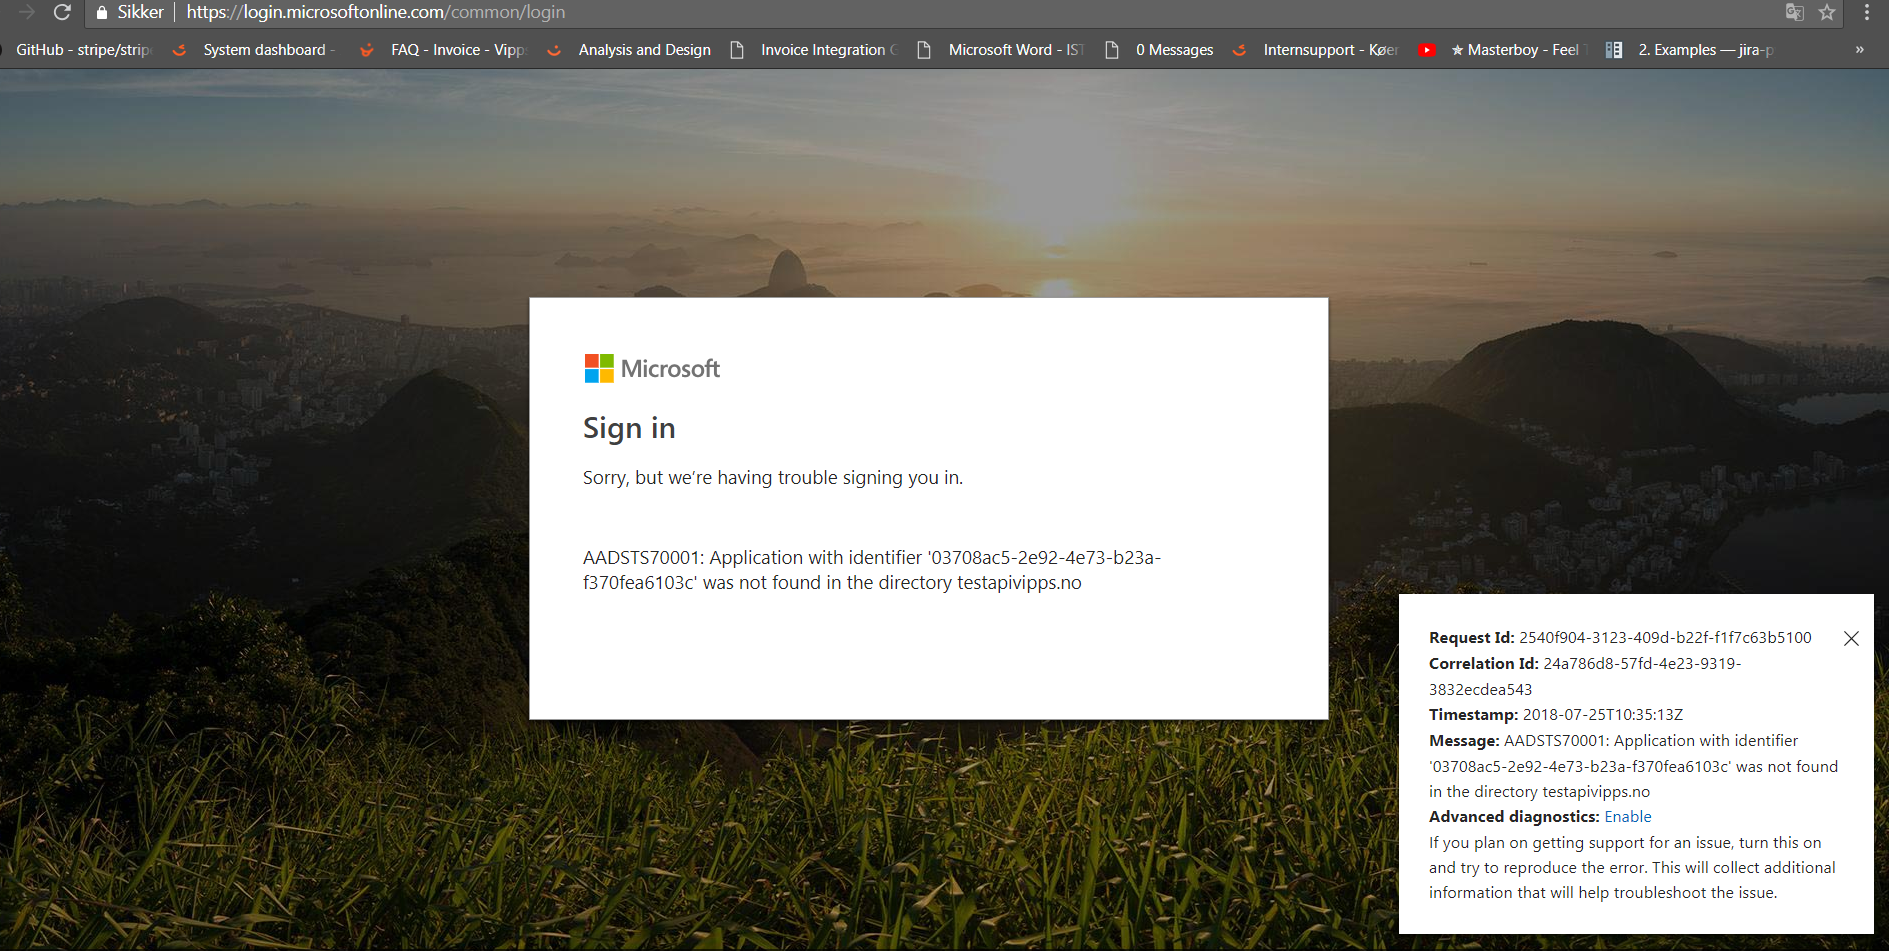 Sikker https://login.microsoftonline.com/common/login
GitHub - stripe/strip System dashboard - FAQ - Invoice - Vipp Analysis and Design Invoice Integration Microsoft Word - IST 0 Messages Internsupport - Køer ★ Masterboy - Feel 2. Examples — jira-p »
Microsoft
Sign in
Sorry, but we're having trouble signing you in.
AADSTS70001: Application with identifier '03708ac5-2e92-4e73-b23a-
f370fea6103c' was not found in the directory testapivipps.no
Request Id: 2540f904-3123-409d-b22f-f1f7c63b5100
Correlation Id: 24a786d8-57fd-4e23-9319-
3832ecdea543
Timestamp: 2018-07-25T10:35:13Z
Message: AADSTS70001: Application with identifier
'03708ac5-2e92-4e73-b23a-f370fea6103c' was not found
in the directory testapivipps.no
Advanced diagnostics: Enable
If you plan on getting support for an issue, turn this on
and try to reproduce the error. This will collect additional
information that will help troubleshoot the issue.